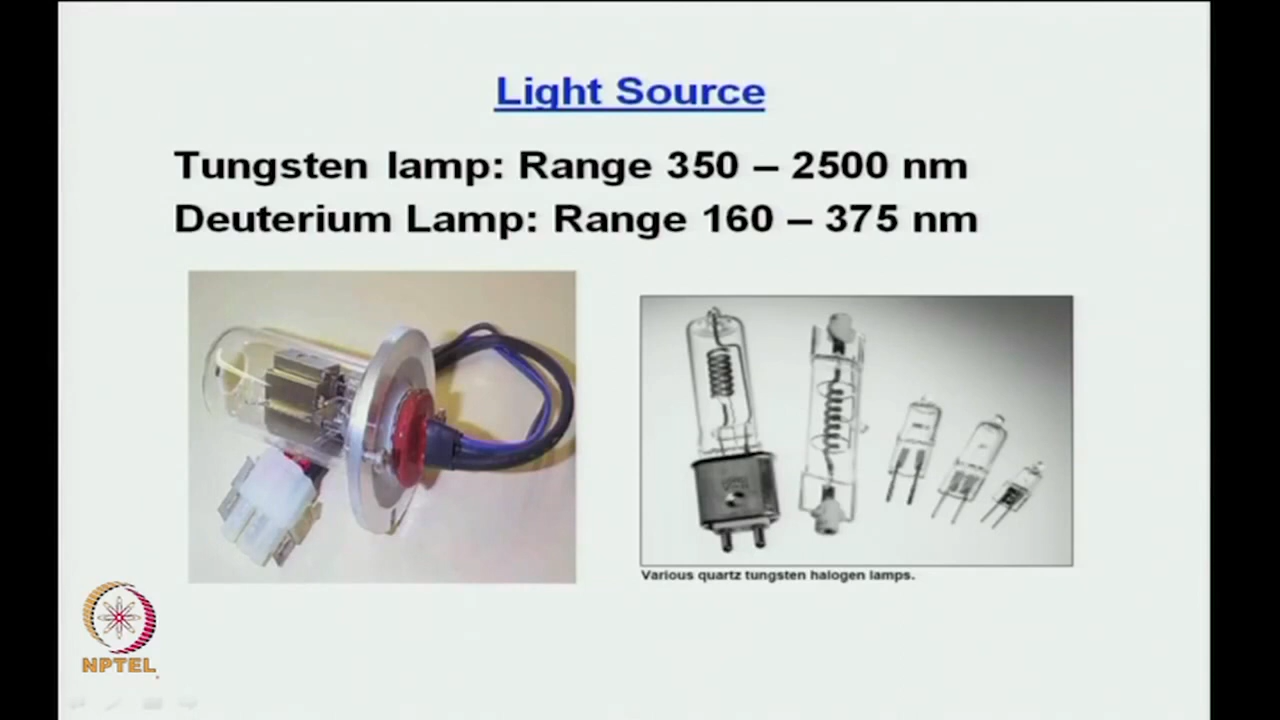 Light Source
Tungsten lamp: Range 350 – 2500 nm
Deuterium Lamp: Range 160 – 375 nm
Various quartz tungsten halogen lamps.
NPTEL